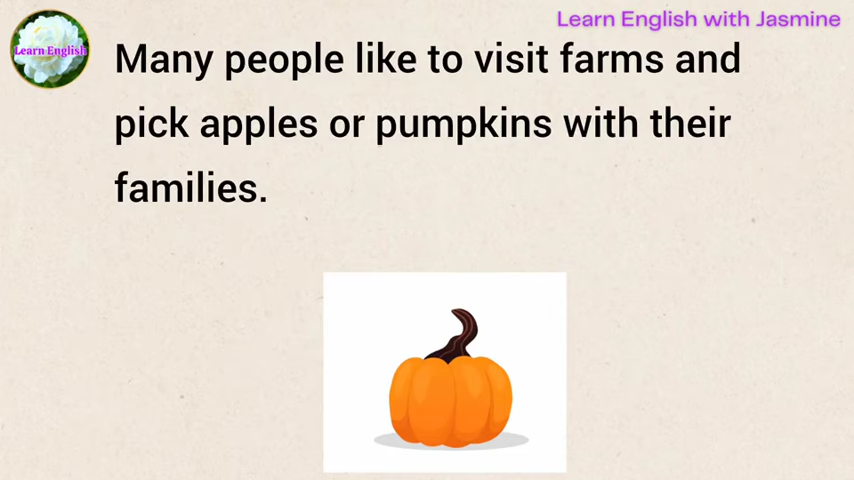 Learn English with Jasmine
Learn English
Many people like to visit farms and
pick apples or pumpkins with their
families.